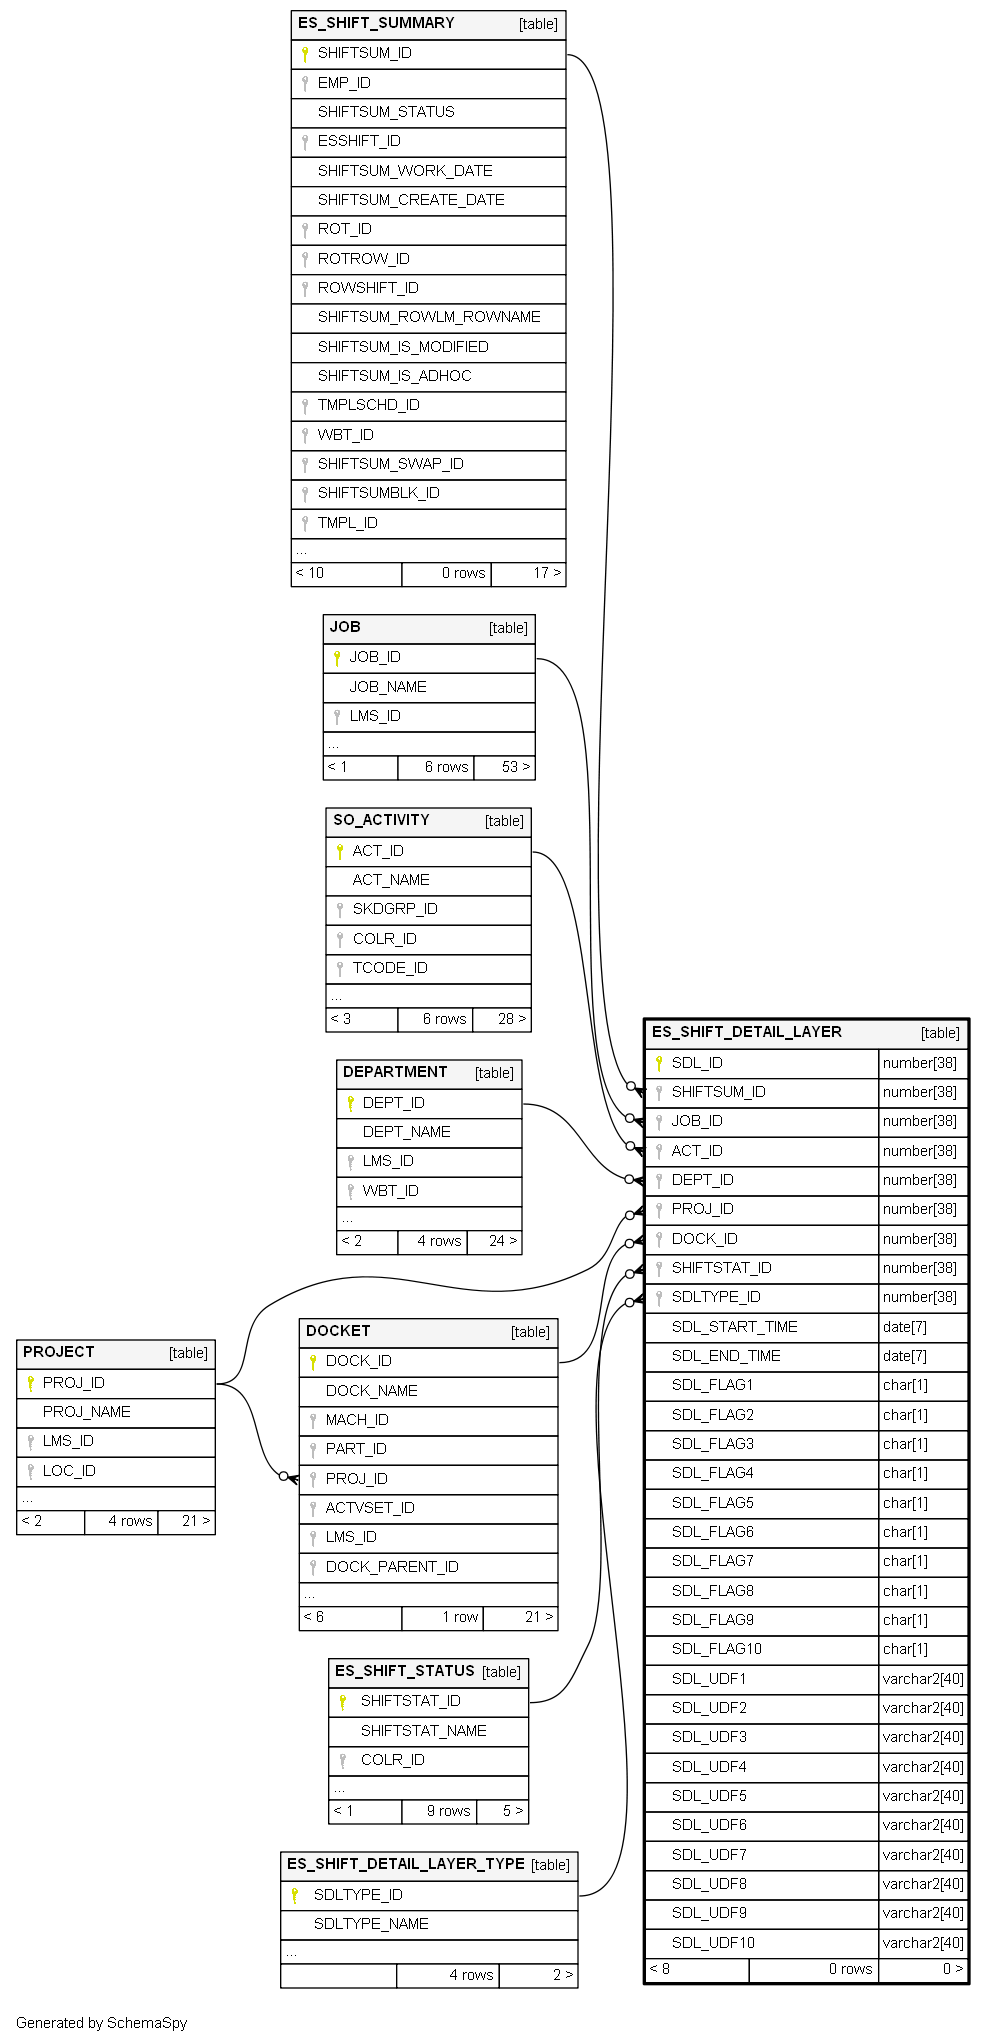 ES_SHIFT_SUMMARY [table]
SHIFTSUM_ID
EMP_ID
SHIFTSUM_STATUS
ESSHIFT_ID
SHIFTSUM_WORK_DATE
SHIFTSUM_CREATE_DATE
ROT_ID
ROTROW_ID
ROWSHIFT_ID
SHIFTSUM_ROWLM_ROWNAME
SHIFTSUM_IS_MODIFIED
SHIFTSUM_IS_ADHOC
TMPLSCHD_ID
WBT_ID
SHIFTSUM_SWAP_ID
SHIFTSUMBLK_ID
TMPL_ID
...
< 10 0 rows 17 >
JOB [table]
JOB_ID
JOB_NAME
LMS_ID
...
< 1 6 rows 53 >
SO_ACTIVITY [table]
ACT_ID
ACT_NAME
SKDGRP_ID
COLR_ID
TCODE_ID
...
< 3 6 rows 28 >
DEPARTMENT [table]
DEPT_ID
DEPT_NAME
LMS_ID
WBT_ID
...
< 2 4 rows 24 >
PROJECT [table]
PROJ_ID
PROJ_NAME
LMS_ID
LOC_ID
...
< 2 4 rows 21 >
DOCKET [table]
DOCK_ID
DOCK_NAME
MACH_ID
PART_ID
PROJ_ID
ACTVSET_ID
LMS_ID
DOCK_PARENT_ID
...
< 6 1 row 21 >
ES_SHIFT_STATUS [table]
SHIFTSTAT_ID
SHIFTSTAT_NAME
COLR_ID
...
< 1 9 rows 5 >
ES_SHIFT_DETAIL_LAYER_TYPE [table]
SDLTYPE_ID
SDLTYPE_NAME
...
4 rows 2 >
ES_SHIFT_DETAIL_LAYER [table]
SDL_ID number[38]
SHIFTSUM_ID number[38]
JOB_ID number[38]
ACT_ID number[38]
DEPT_ID number[38]
PROJ_ID number[38]
DOCK_ID number[38]
SHIFTSTAT_ID number[38]
SDLTYPE_ID number[38]
SDL_START_TIME date[7]
SDL_END_TIME date[7]
SDL_FLAG1 char[1]
SDL_FLAG2 char[1]
SDL_FLAG3 char[1]
SDL_FLAG4 char[1]
SDL_FLAG5 char[1]
SDL_FLAG6 char[1]
SDL_FLAG7 char[1]
SDL_FLAG8 char[1]
SDL_FLAG9 char[1]
SDL_FLAG10 char[1]
SDL_UDF1 varchar2[40]
SDL_UDF2 varchar2[40]
SDL_UDF3 varchar2[40]
SDL_UDF4 varchar2[40]
SDL_UDF5 varchar2[40]
SDL_UDF6 varchar2[40]
SDL_UDF7 varchar2[40]
SDL_UDF8 varchar2[40]
SDL_UDF9 varchar2[40]
SDL_UDF10 varchar2[40]
< 8 0 rows 0 >
Generated by SchemaSpy